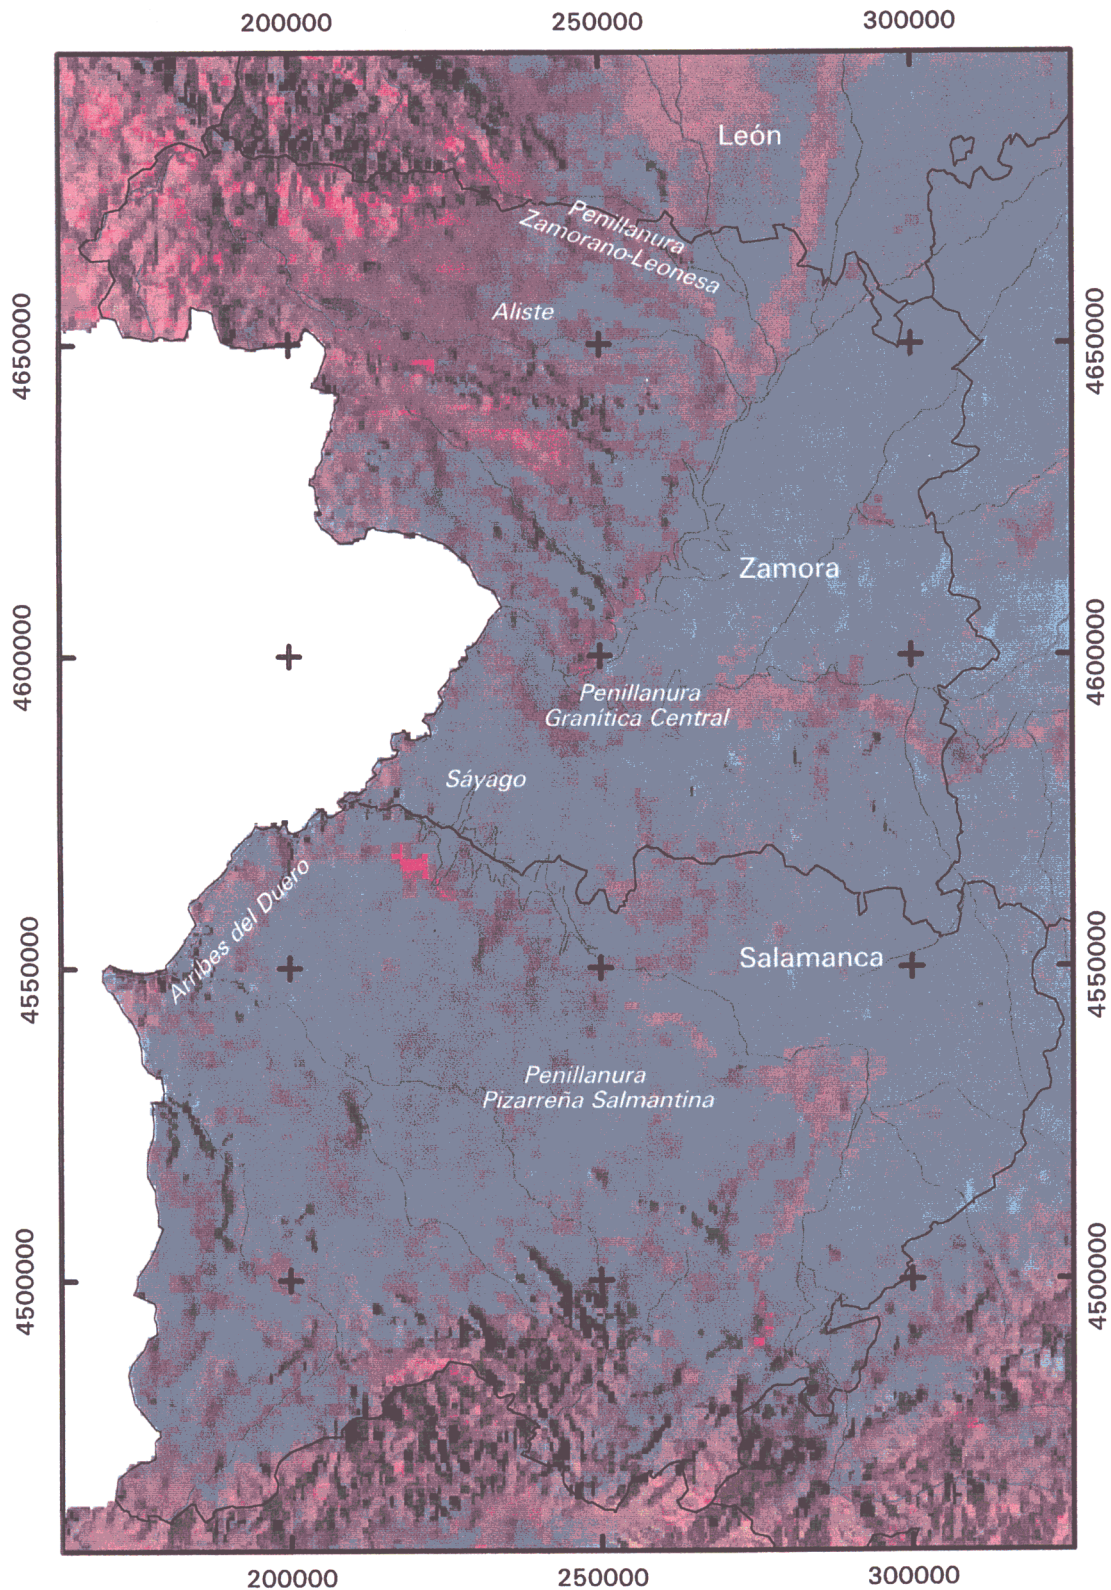 200000
250000
300000
León
Penillanura
Zamorano-Leonesa
Aliste
4650000
4650000
Zamora
4600000
4600000
Penillanura
Granítica Central
Sáyago
Arribes del Duero
4550000
Salamanca
4550000
Penillanura
Pizarreña Salmantina
4500000
4500000
200000
250000
300000